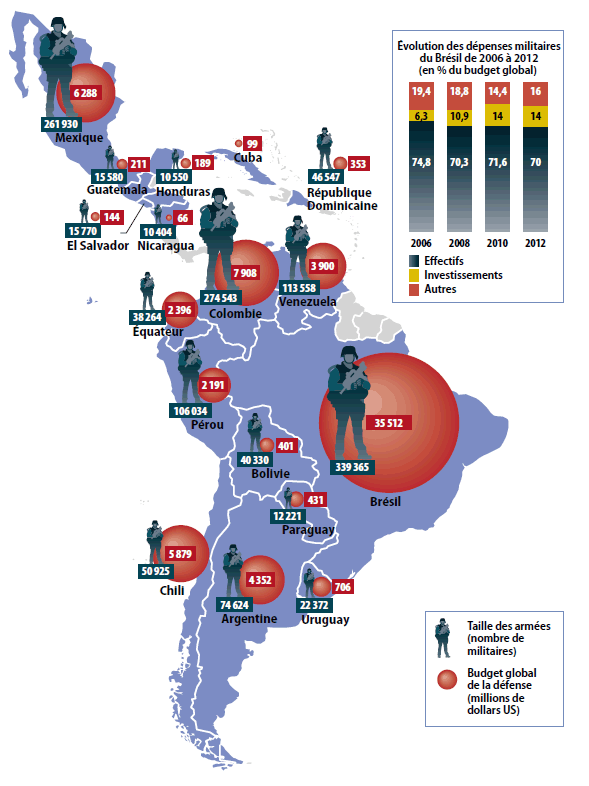 Évolution des dépenses militaires
du Brésil de 2006 à 2012
(en % du budget global)
19,4 18,8 14,4 16
6,3 10,9 14 14
74,8 70,3 71,6 70
2006 2008 2010 2012
Effectifs
Investissements
Autres
6 288
261 930
Mexique
211
15 580
Guatemala
189
10 550
Honduras
99
Cuba
353
46 547
République
Dominicaine
144
15 770
El Salvador
66
10 404
Nicaragua
7 908
274 543
Colombie
3 900
113 558
Venezuela
2 396
38 264
Équateur
2 191
106 034
Pérou
35 512
339 365
Brésil
401
40 330
Bolivie
431
12 221
Paraguay
5 879
50 925
Chili
4 352
74 624
Argentine
706
22 372
Uruguay
Taille des armées
(nombre de
militaires)
Budget global
de la défense
(millions de
dollars US)